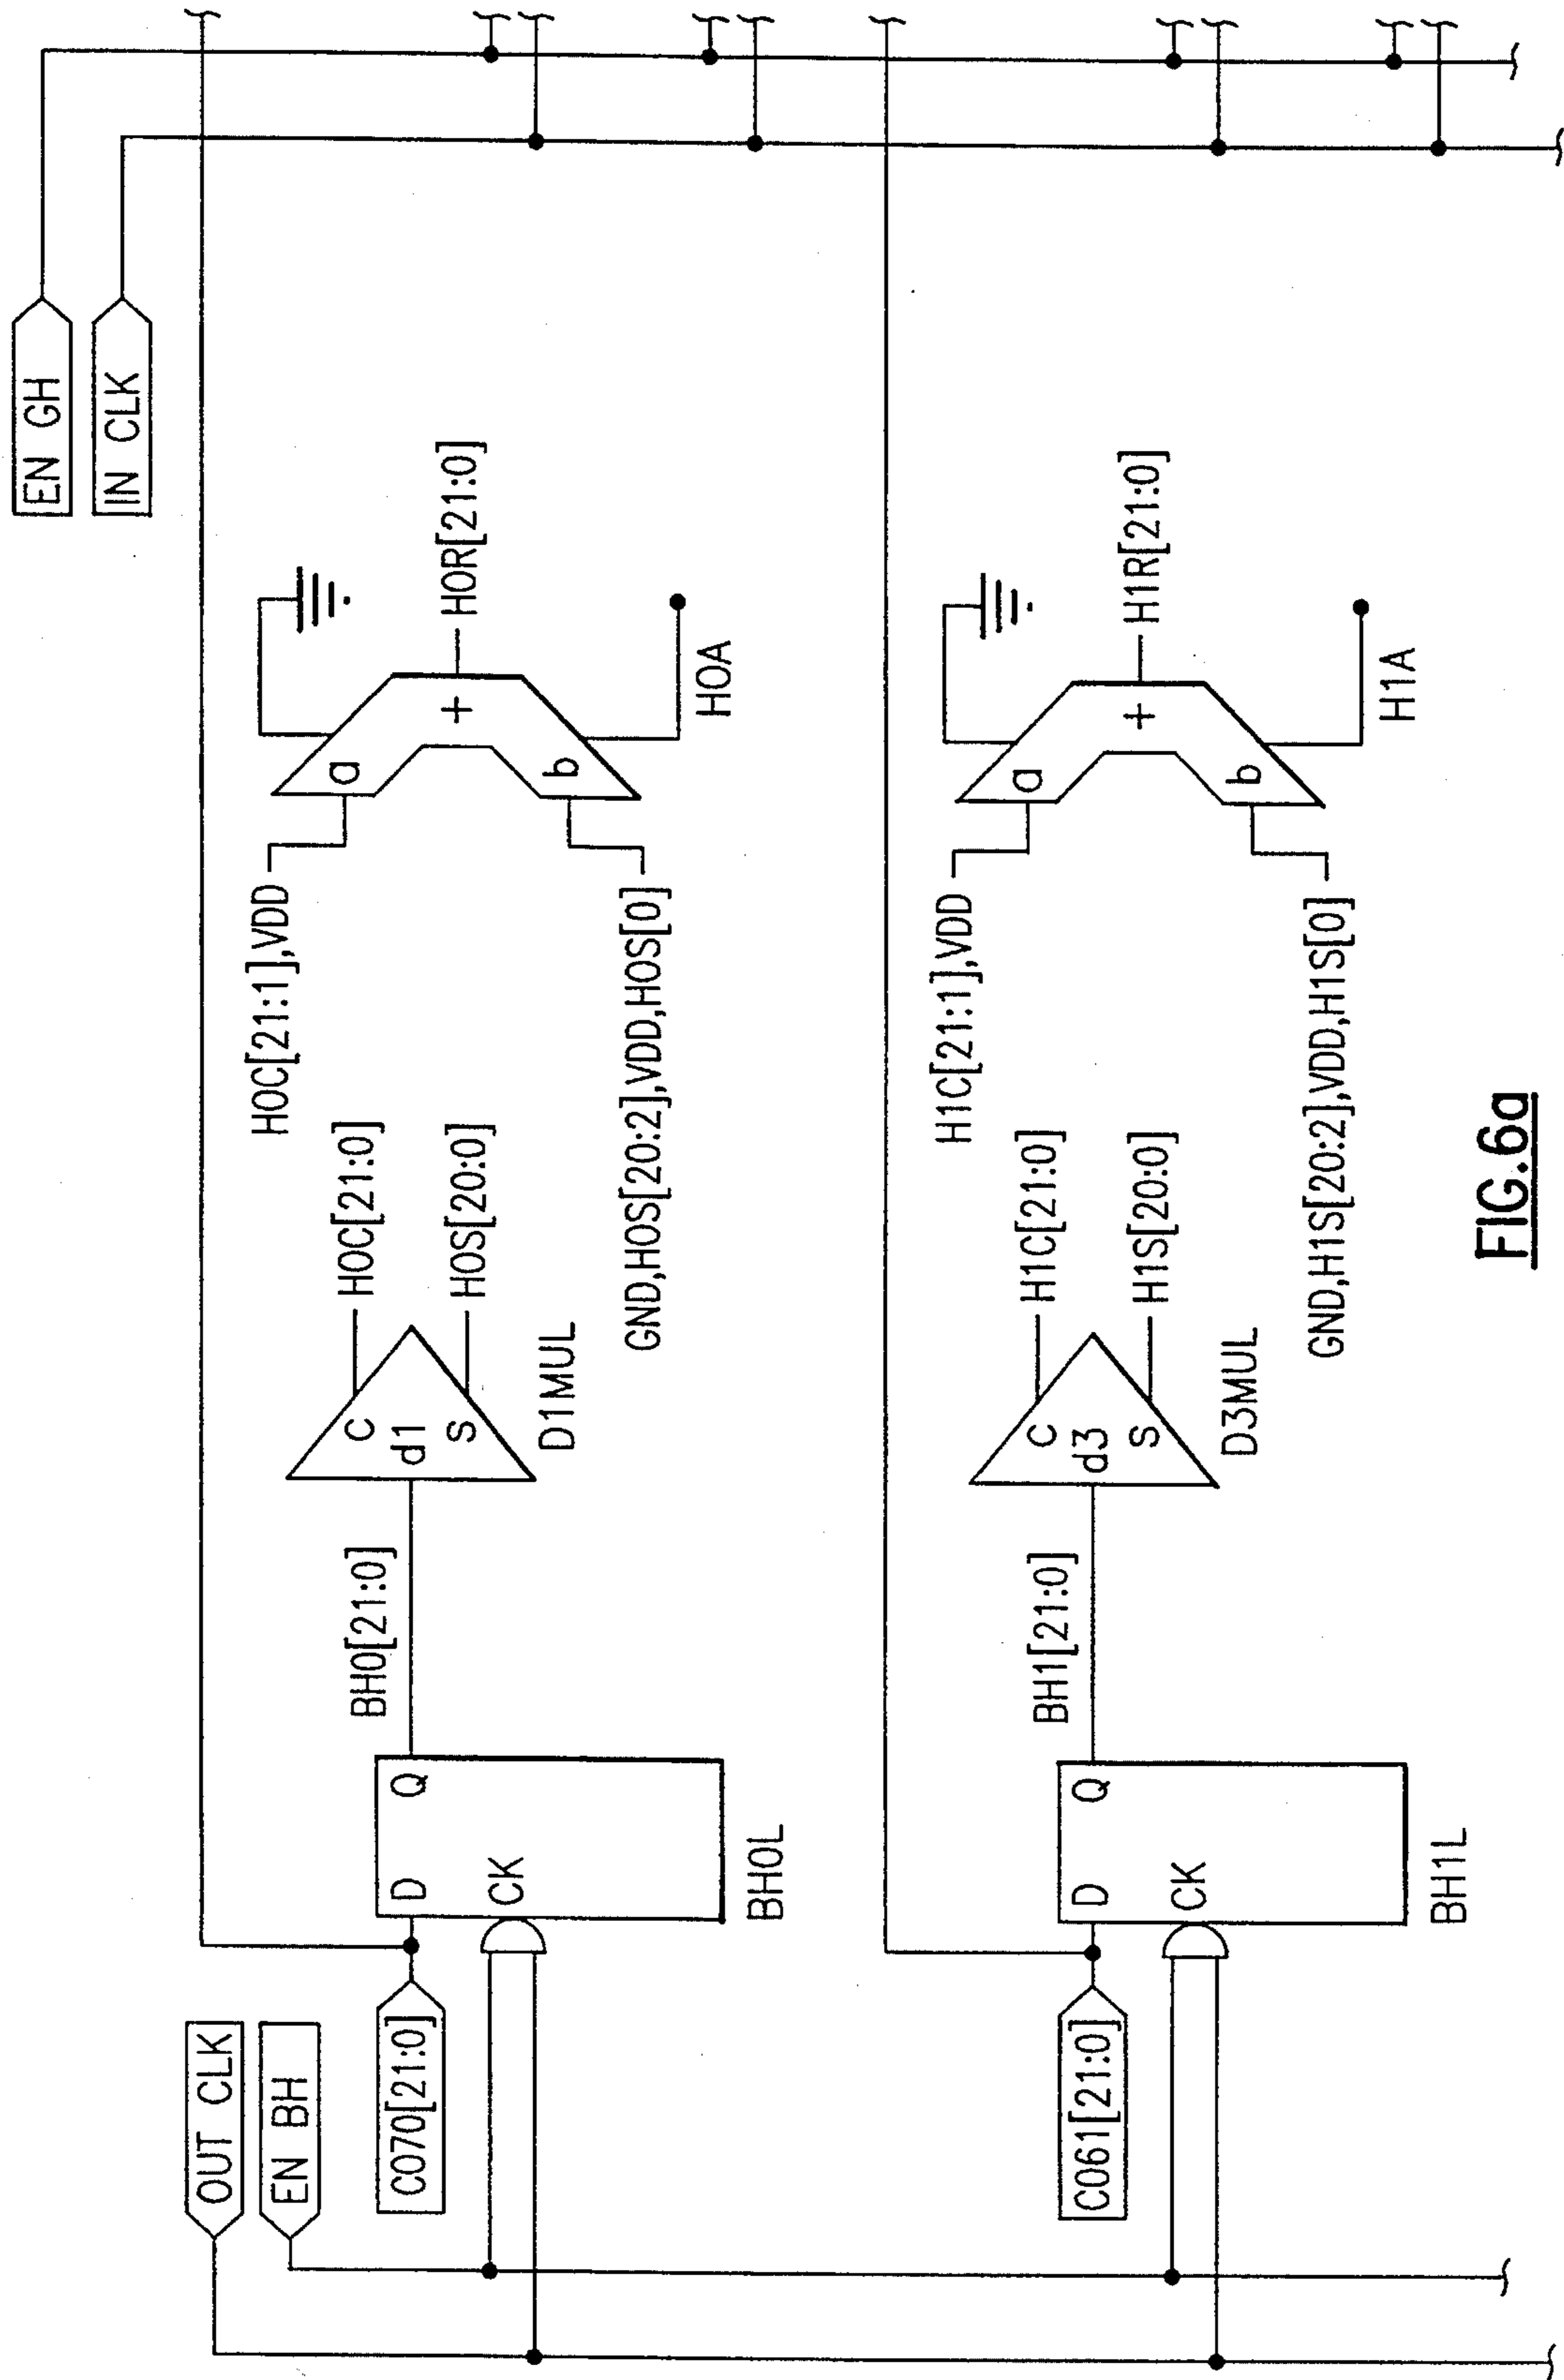 EN GH
IN CLK
OUT CLK
EN BH
CO70[21:0]
D
Q
CK
BH0L
BH0[21:0]
C
d1
S
D1MUL
HOC[21:0]
HOS[20:0]
HOC[21:1],VDD
GND,HOS[20:2],VDD,HOS[0]
a
+
b
HOR[21:0]
HOA
CO61[21:0]
D
Q
CK
BH1L
BH1[21:0]
C
d3
S
D3MUL
H1C[21:0]
H1S[20:0]
H1C[21:1],VDD
GND,H1S[20:2],VDD,H1S[0]
a
+
b
H1R[21:0]
H1A
FIG.6a